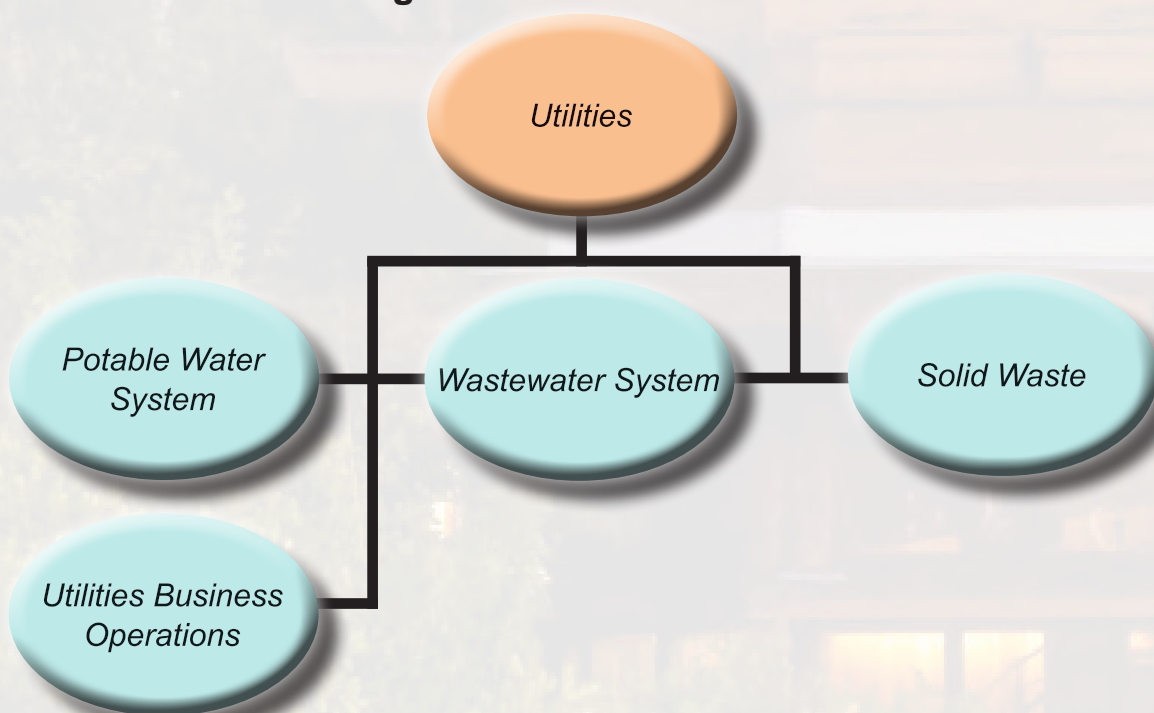 Utilities
Potable Water
System
Wastewater System
Solid Waste
Utilities Business
Operations